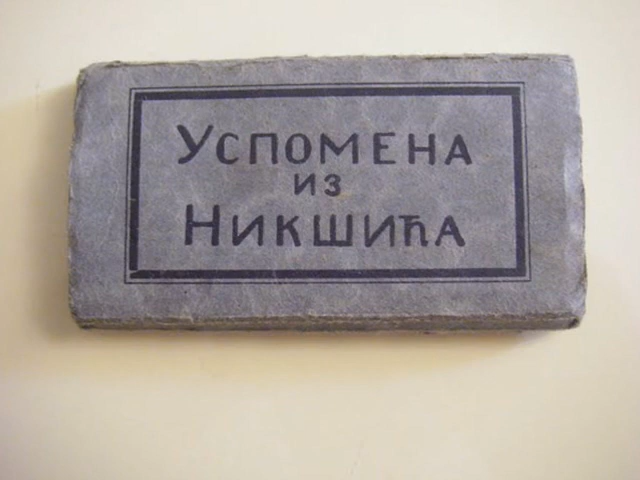 Успомена
из
Никшића